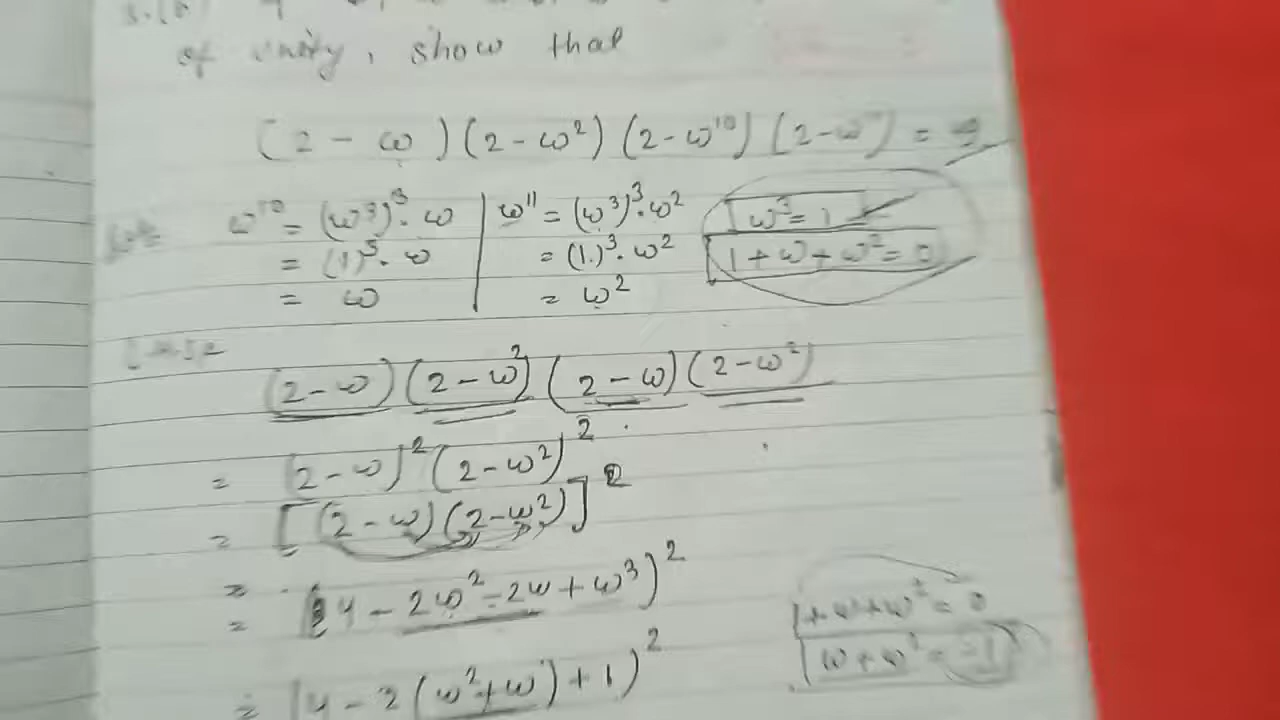 of unity, show that
(2 - ω)(2 - ω²)(2 - ω¹⁰)(2 - ω¹¹) =
ω¹⁰ = (ω³)³. ω | ω¹¹ = (ω³)³. ω² ω³ = 1
= (1)³. ω = (1.)³. ω² 1 + ω + ω² = 0
= ω = ω²
(2 - ω)(2 - ω²)(2 - ω)(2 - ω²)
= (2 - ω)²(2 - ω²)²
= [(2 - ω)(2 - ω²)]²
=
= (4 - 2ω² - 2ω + ω³)²
1 + ω + ω² = 0
ω + ω² = -1
= (4 - 2(ω² + ω) + 1)²